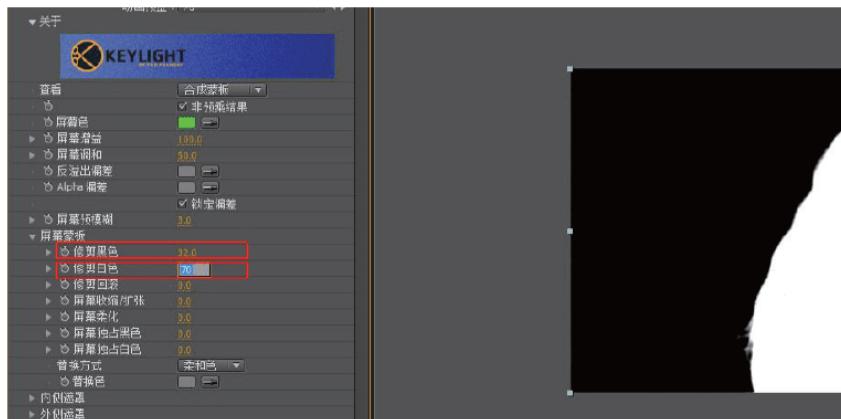 关于
KEYLIGHT
查看 合成蒙板
非预乘结果
屏幕色
屏幕增益 100.0
屏幕调和 50.0
反溢出偏差
Alpha 偏差
锁定偏差
屏幕预模糊 3.0
屏幕蒙板
修剪黑色 32.0
修剪白色 70
修剪回滚 0.0
屏幕收缩/扩张 0.0
屏幕柔化 0.0
屏幕独占黑色 0.0
屏幕独占白色 0.0
替换方式 柔和色
替换色
内侧遮罩
外侧遮罩